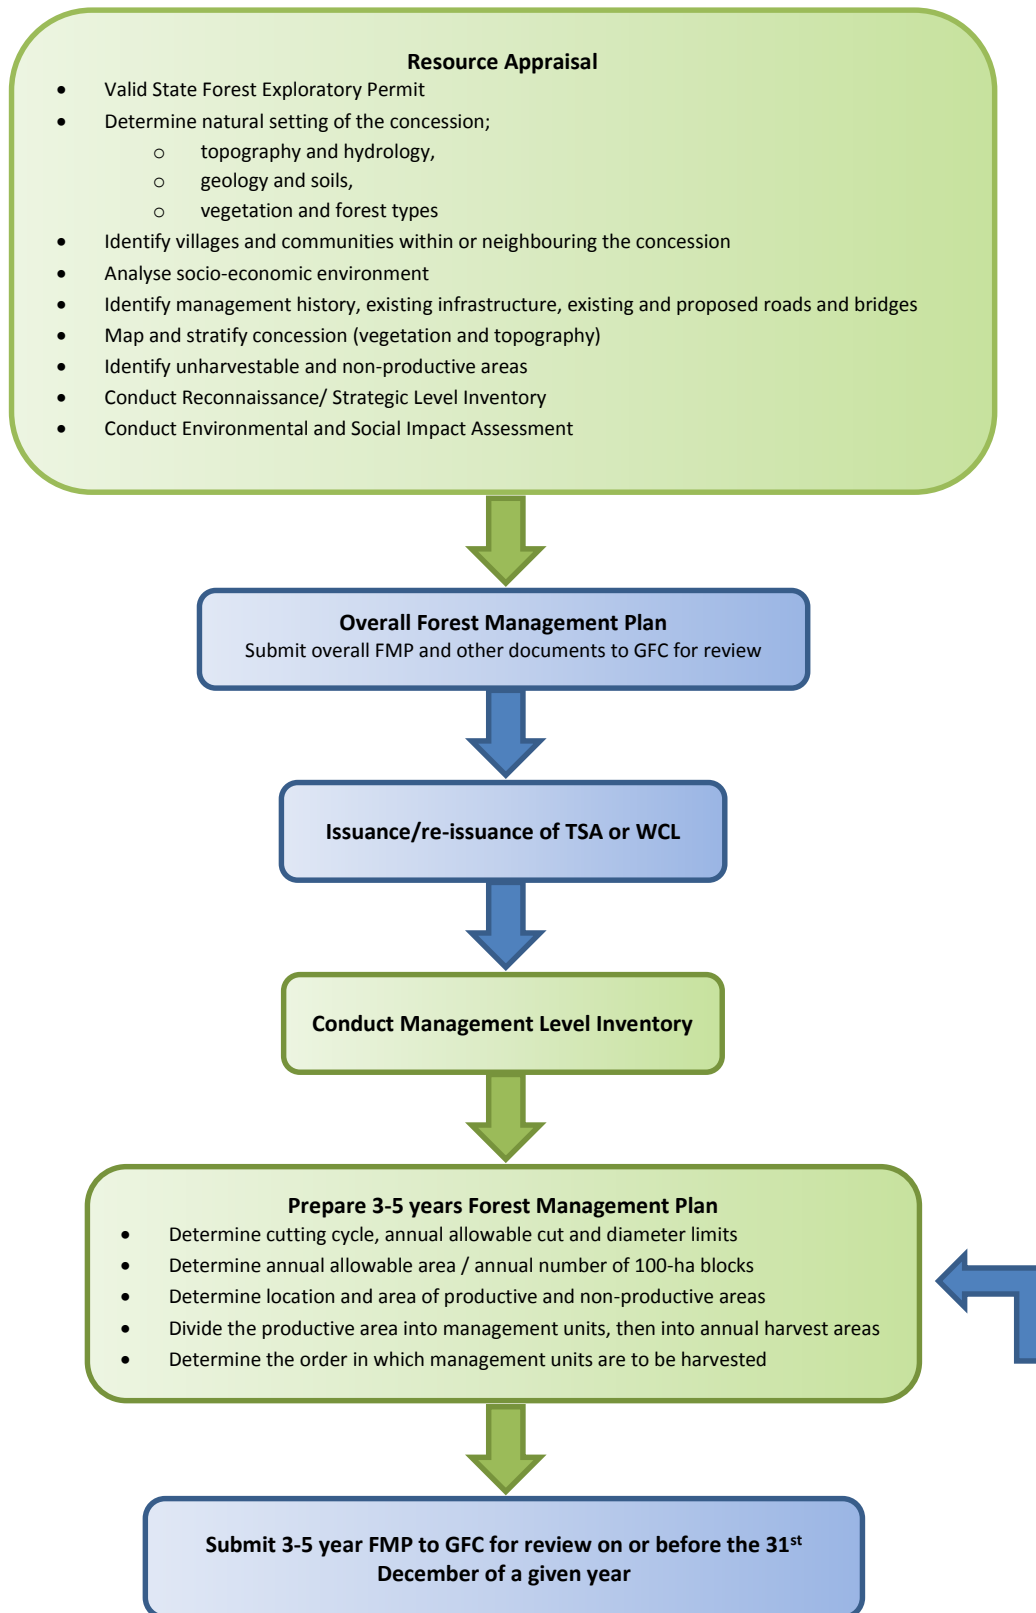 Resource Appraisal
• Valid State Forest Exploratory Permit
• Determine natural setting of the concession;
o topography and hydrology,
o geology and soils,
o vegetation and forest types
• Identify villages and communities within or neighbouring the concession
• Analyse socio-economic environment
• Identify management history, existing infrastructure, existing and proposed roads and bridges
• Map and stratify concession (vegetation and topography)
• Identify unharvestable and non-productive areas
• Conduct Reconnaissance/ Strategic Level Inventory
• Conduct Environmental and Social Impact Assessment
Overall Forest Management Plan
Submit overall FMP and other documents to GFC for review
Issuance/re-issuance of TSA or WCL
Conduct Management Level Inventory
Prepare 3-5 years Forest Management Plan
• Determine cutting cycle, annual allowable cut and diameter limits
• Determine annual allowable area / annual number of 100-ha blocks
• Determine location and area of productive and non-productive areas
• Divide the productive area into management units, then into annual harvest areas
• Determine the order in which management units are to be harvested
Submit 3-5 year FMP to GFC for review on or before the 31st
December of a given year